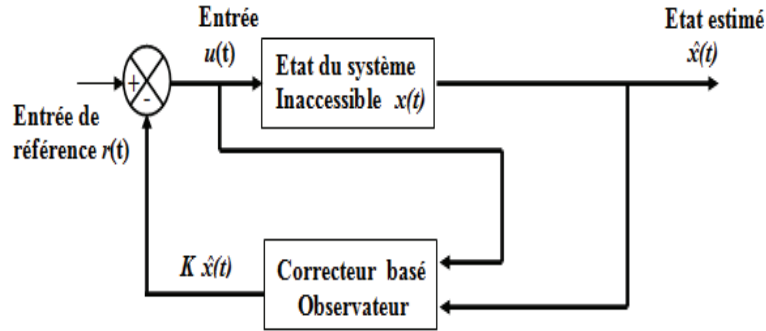 Entrée
u(t)
Etat estimé
x̂(t)
Etat du système
Inaccessible x(t)
+
-
Entrée de
référence r(t)
K x̂(t)
Correcteur basé
Observateur